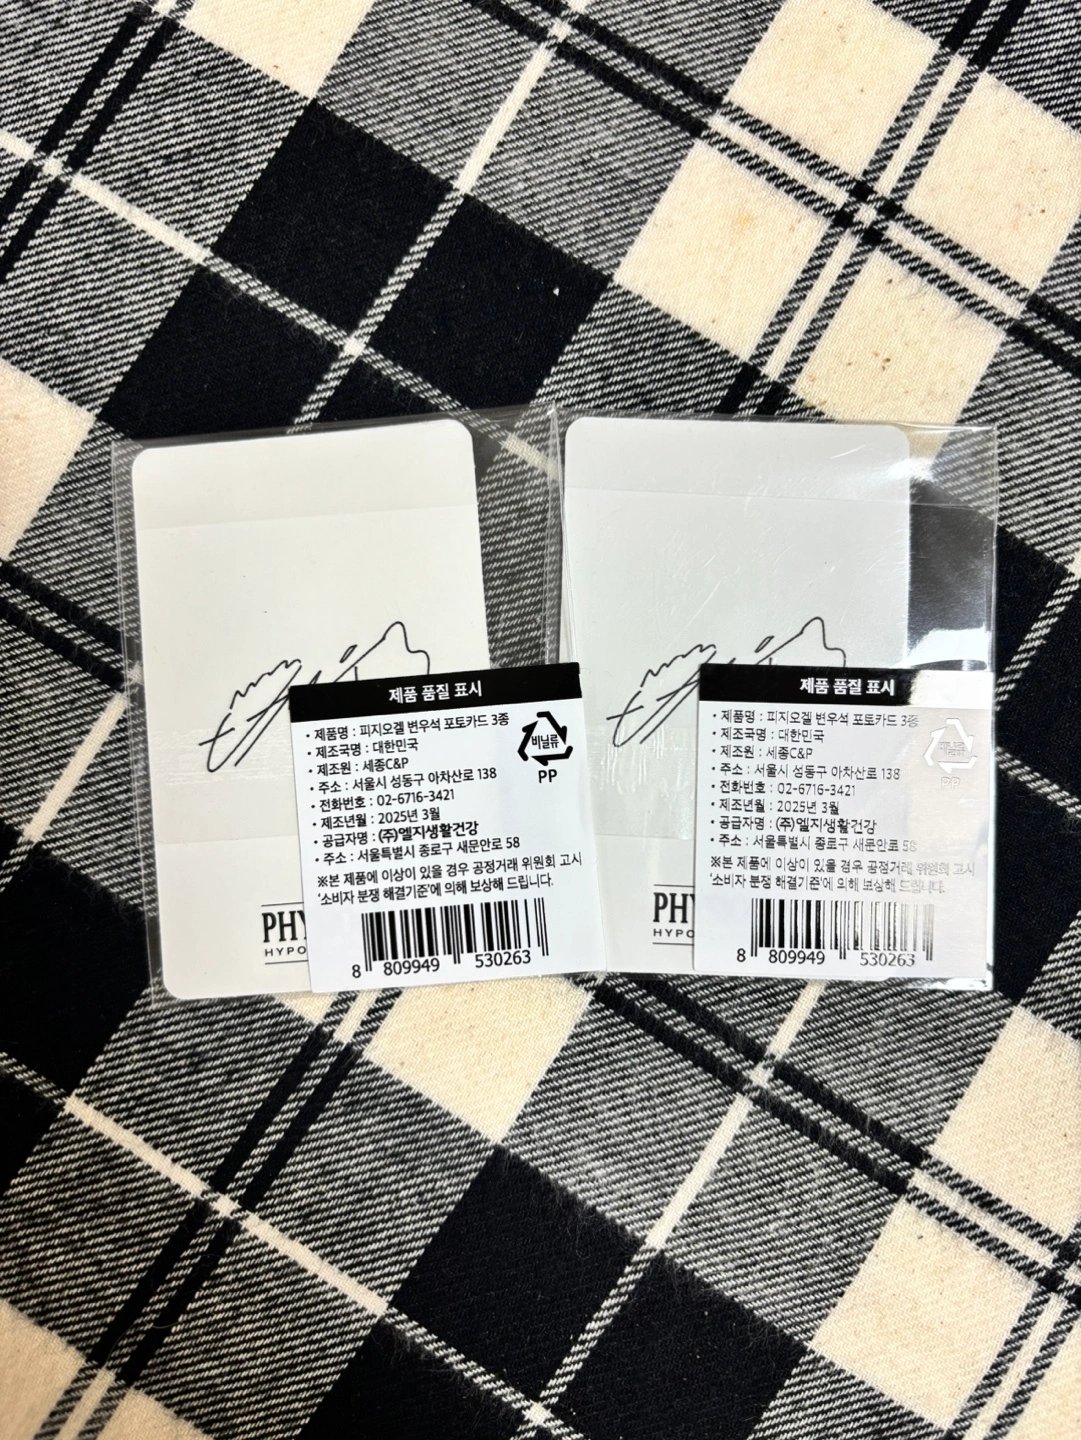 제품 품질 표시
• 제품명 : 피지오겔 변우석 포토카드 3종
• 제조국명 : 대한민국
• 제조원 : 세종C&P
• 주소 : 서울시 성동구 아차산로 138
• 전화번호 : 02-6716-3421
• 제조년월 : 2025년 3월
• 공급자명 : (주)엘지생활건강
• 주소 : 서울특별시 종로구 새문안로 58
※본 제품에 이상이 있을 경우 공정거래 위원회 고시
'소비자 분쟁 해결기준'에 의해 보상해 드립니다.
비닐류
PP
PHY
HYPO
8 809949 530263
제품 품질 표시
• 제품명 : 피지오겔 변우석 포토카드 3종
• 제조국명 : 대한민국
• 제조원 : 세종C&P
• 주소 : 서울시 성동구 아차산로 138
• 전화번호 : 02-6716-3421
• 제조년월 : 2025년 3월
• 공급자명 : (주)엘지생활건강
• 주소 : 서울특별시 종로구 새문안로 58
※본 제품에 이상이 있을 경우 공정거래 위원회 고시
'소비자 분쟁 해결기준'에 의해 보상해 드립니다.
비닐류
PP
PHY
HYPO
8 809949 530263